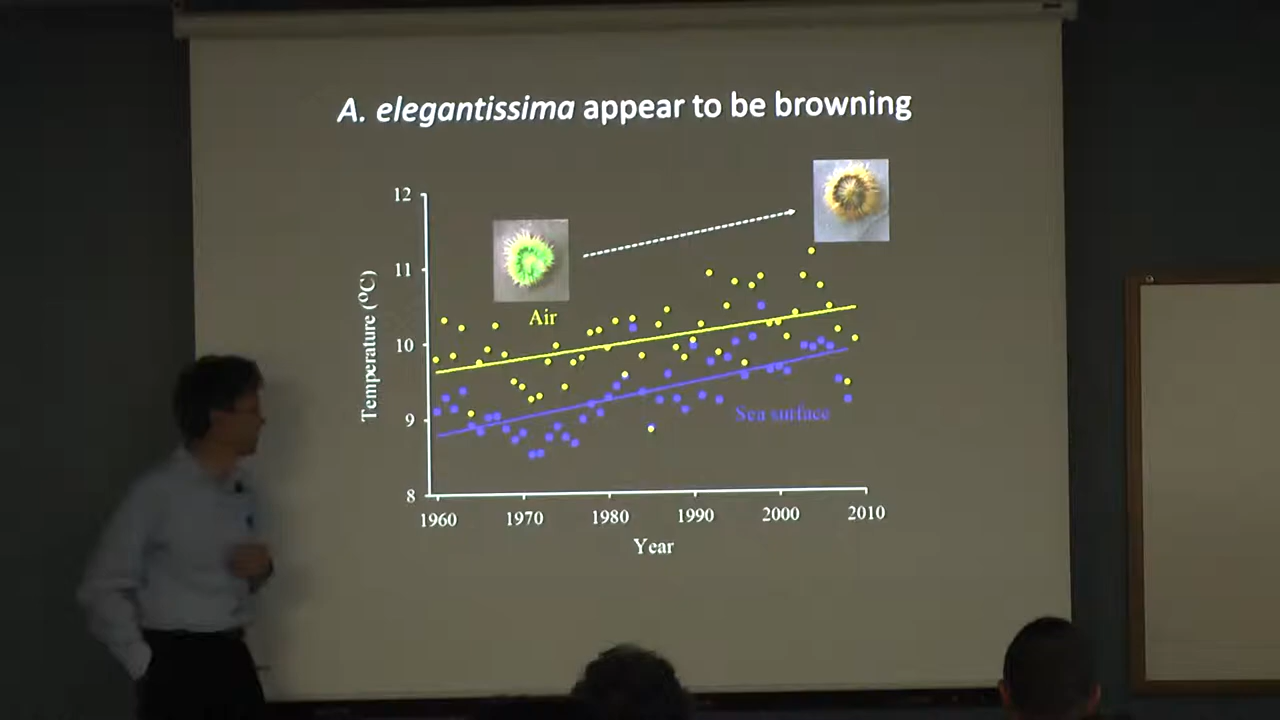 A. elegantissima appear to be browning
12
11
10
9
8
Temperature (°C)
Air
Sea surface
1960 1970 1980 1990 2000 2010
Year